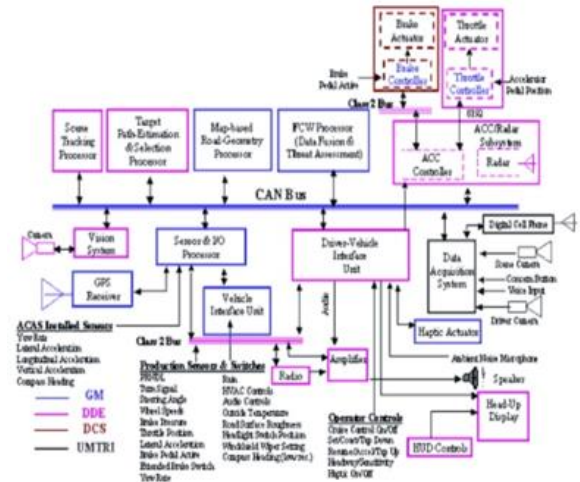 Brake
Actuator
Throttle
Actuator
Brake
Pedal Active
Brake
Controller
Throttle
Controller
Accelerator
Pedal Position
Class 2 Bus
Scene
Tracking
Processor
Target
Path-Estimation
& Selection
Processor
Map-based
Road-Geometry
Processor
FCW Processor
(Data Fusion &
Threat Assessment)
ACC/Radar
Subsystem
ACC
Controller
Radar
CAN Bus
Camera
Vision
System
Sensor & I/O
Processor
Driver-Vehicle
Interface
Unit
Data
Acquisition
System
Digital Cell Phone
Scene Camera
Concern Button
Voice Input
Driver Camera
GPS
Receiver
Vehicle
Interface Unit
Haptic Actuator
Audio
ACAS Installed Sensors
Yaw Rate
Lateral Acceleration
Longitudinal Acceleration
Vertical Acceleration
Compass Heading
Class 2 Bus
Ambient Noise Microphone
Radio
Amplifier
Speaker
Head-Up
Display
HUD Controls
Production Sensors & Switches
PRNDL
Turn Signal
Steering Angle
Wheel Speeds
Brake Pressure
Throttle Position
Lateral Acceleration
Brake Pedal Active
Extended Brake Switch
Yaw Rate
Rain
HVAC Controls
Audio Controls
Outside Temperature
Road Surface Roughness
Headlight Switch Position
Windshield Wiper Setting
Compass Heading (low res.)
Operator Controls
Cruise Control On/Off
Set/Coast/Tap Down
Resume/Accel/Tap Up
Headway/Sensitivity
Haptic On/Off
GM
DDE
DCS
UMTRI